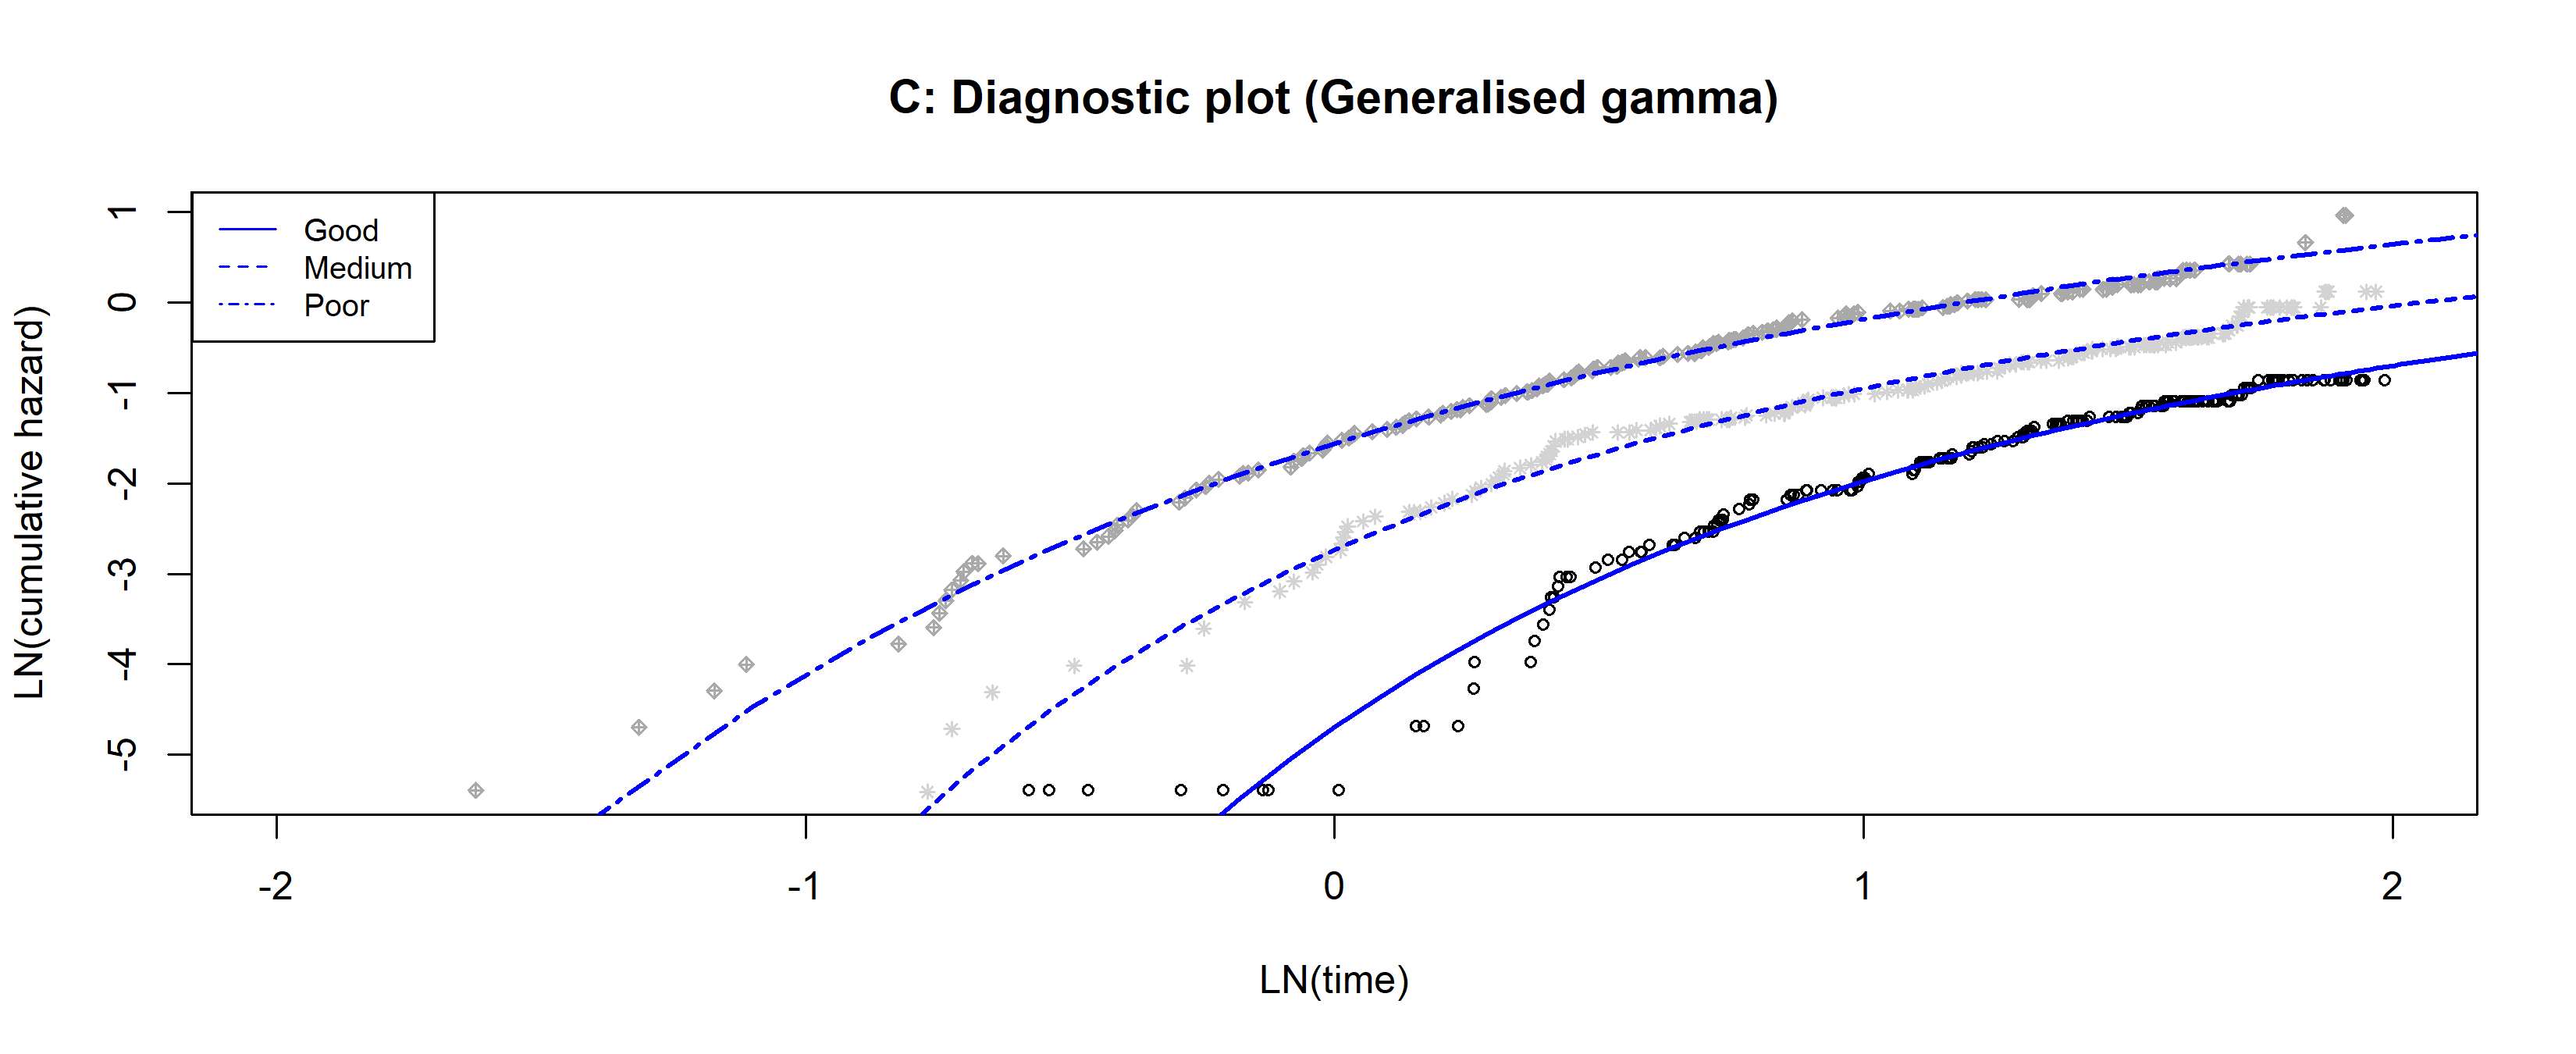 C: Diagnostic plot (Generalised gamma)
Good
Medium
Poor
LN(cumulative hazard)
1
0
-1
-2
-3
-4
-5
-2
-1
0
1
2
LN(time)